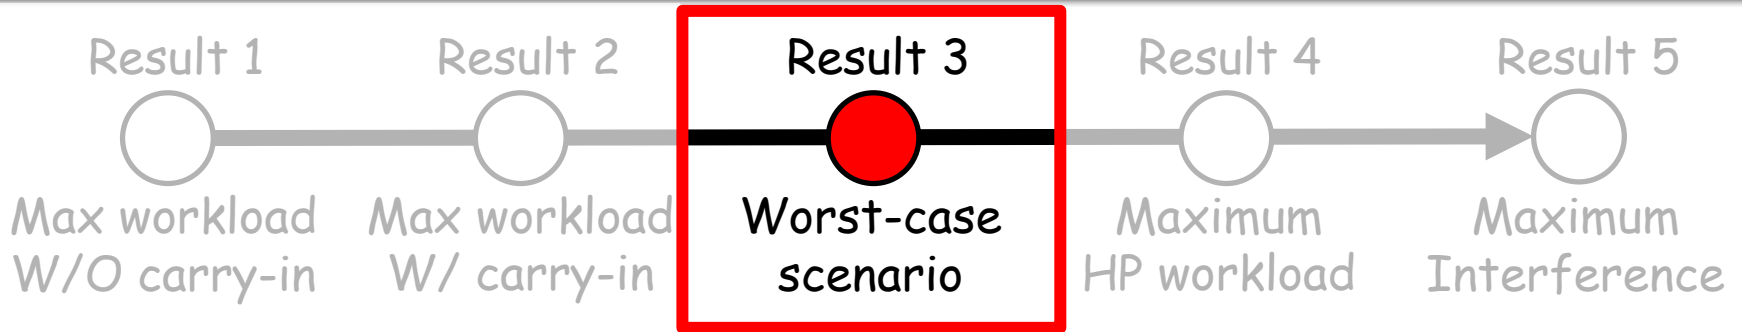 Result 1
Result 2
Result 3
Result 4
Result 5
Max workload
W/O carry-in
Max workload
W/ carry-in
Worst-case
scenario
Maximum
HP workload
Maximum
Interference